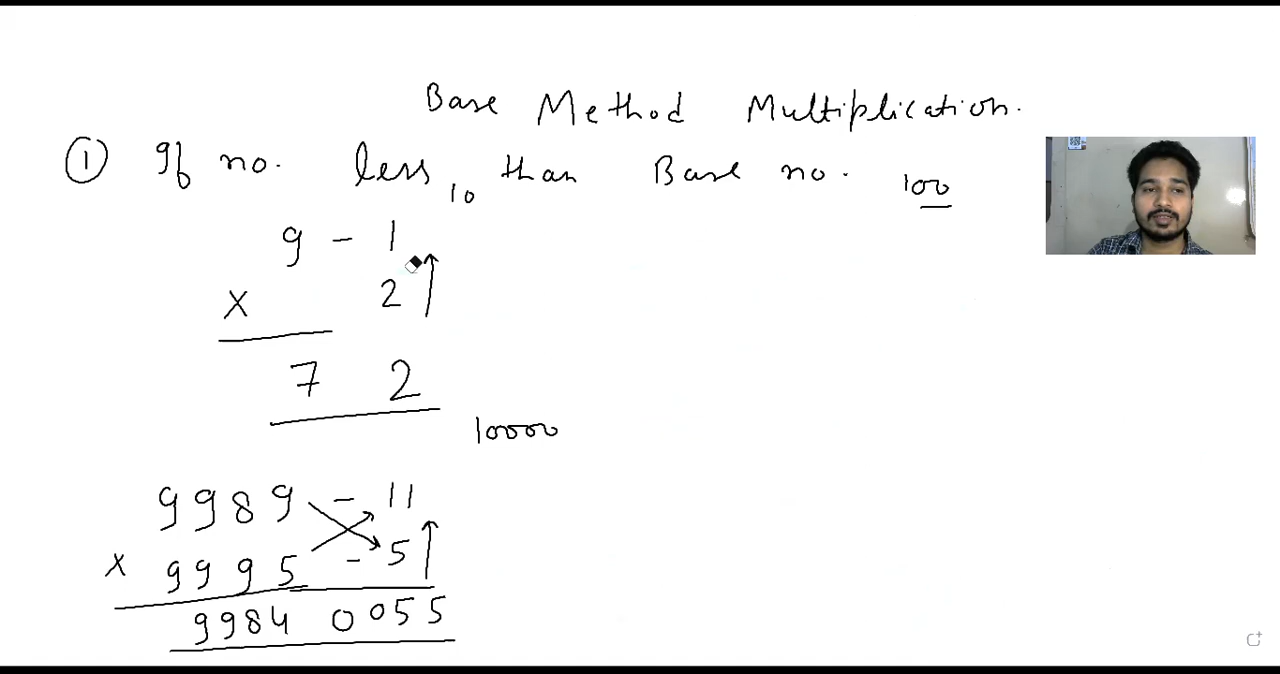 Base Method Multiplication.
① If no. less than Base no. 100
10
9 - 1
x 2
7 2
10000
9989 - 11
x 9995 - 5
9984 0055